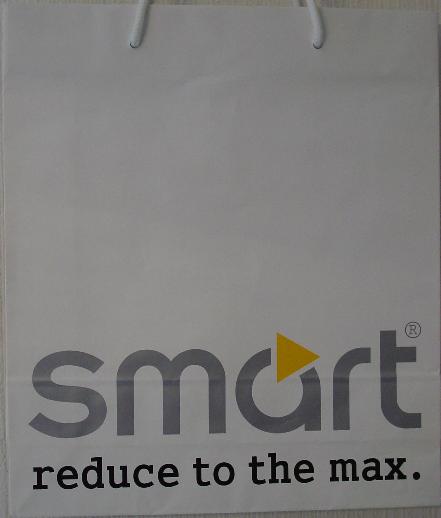 smart®
reduce to the max.